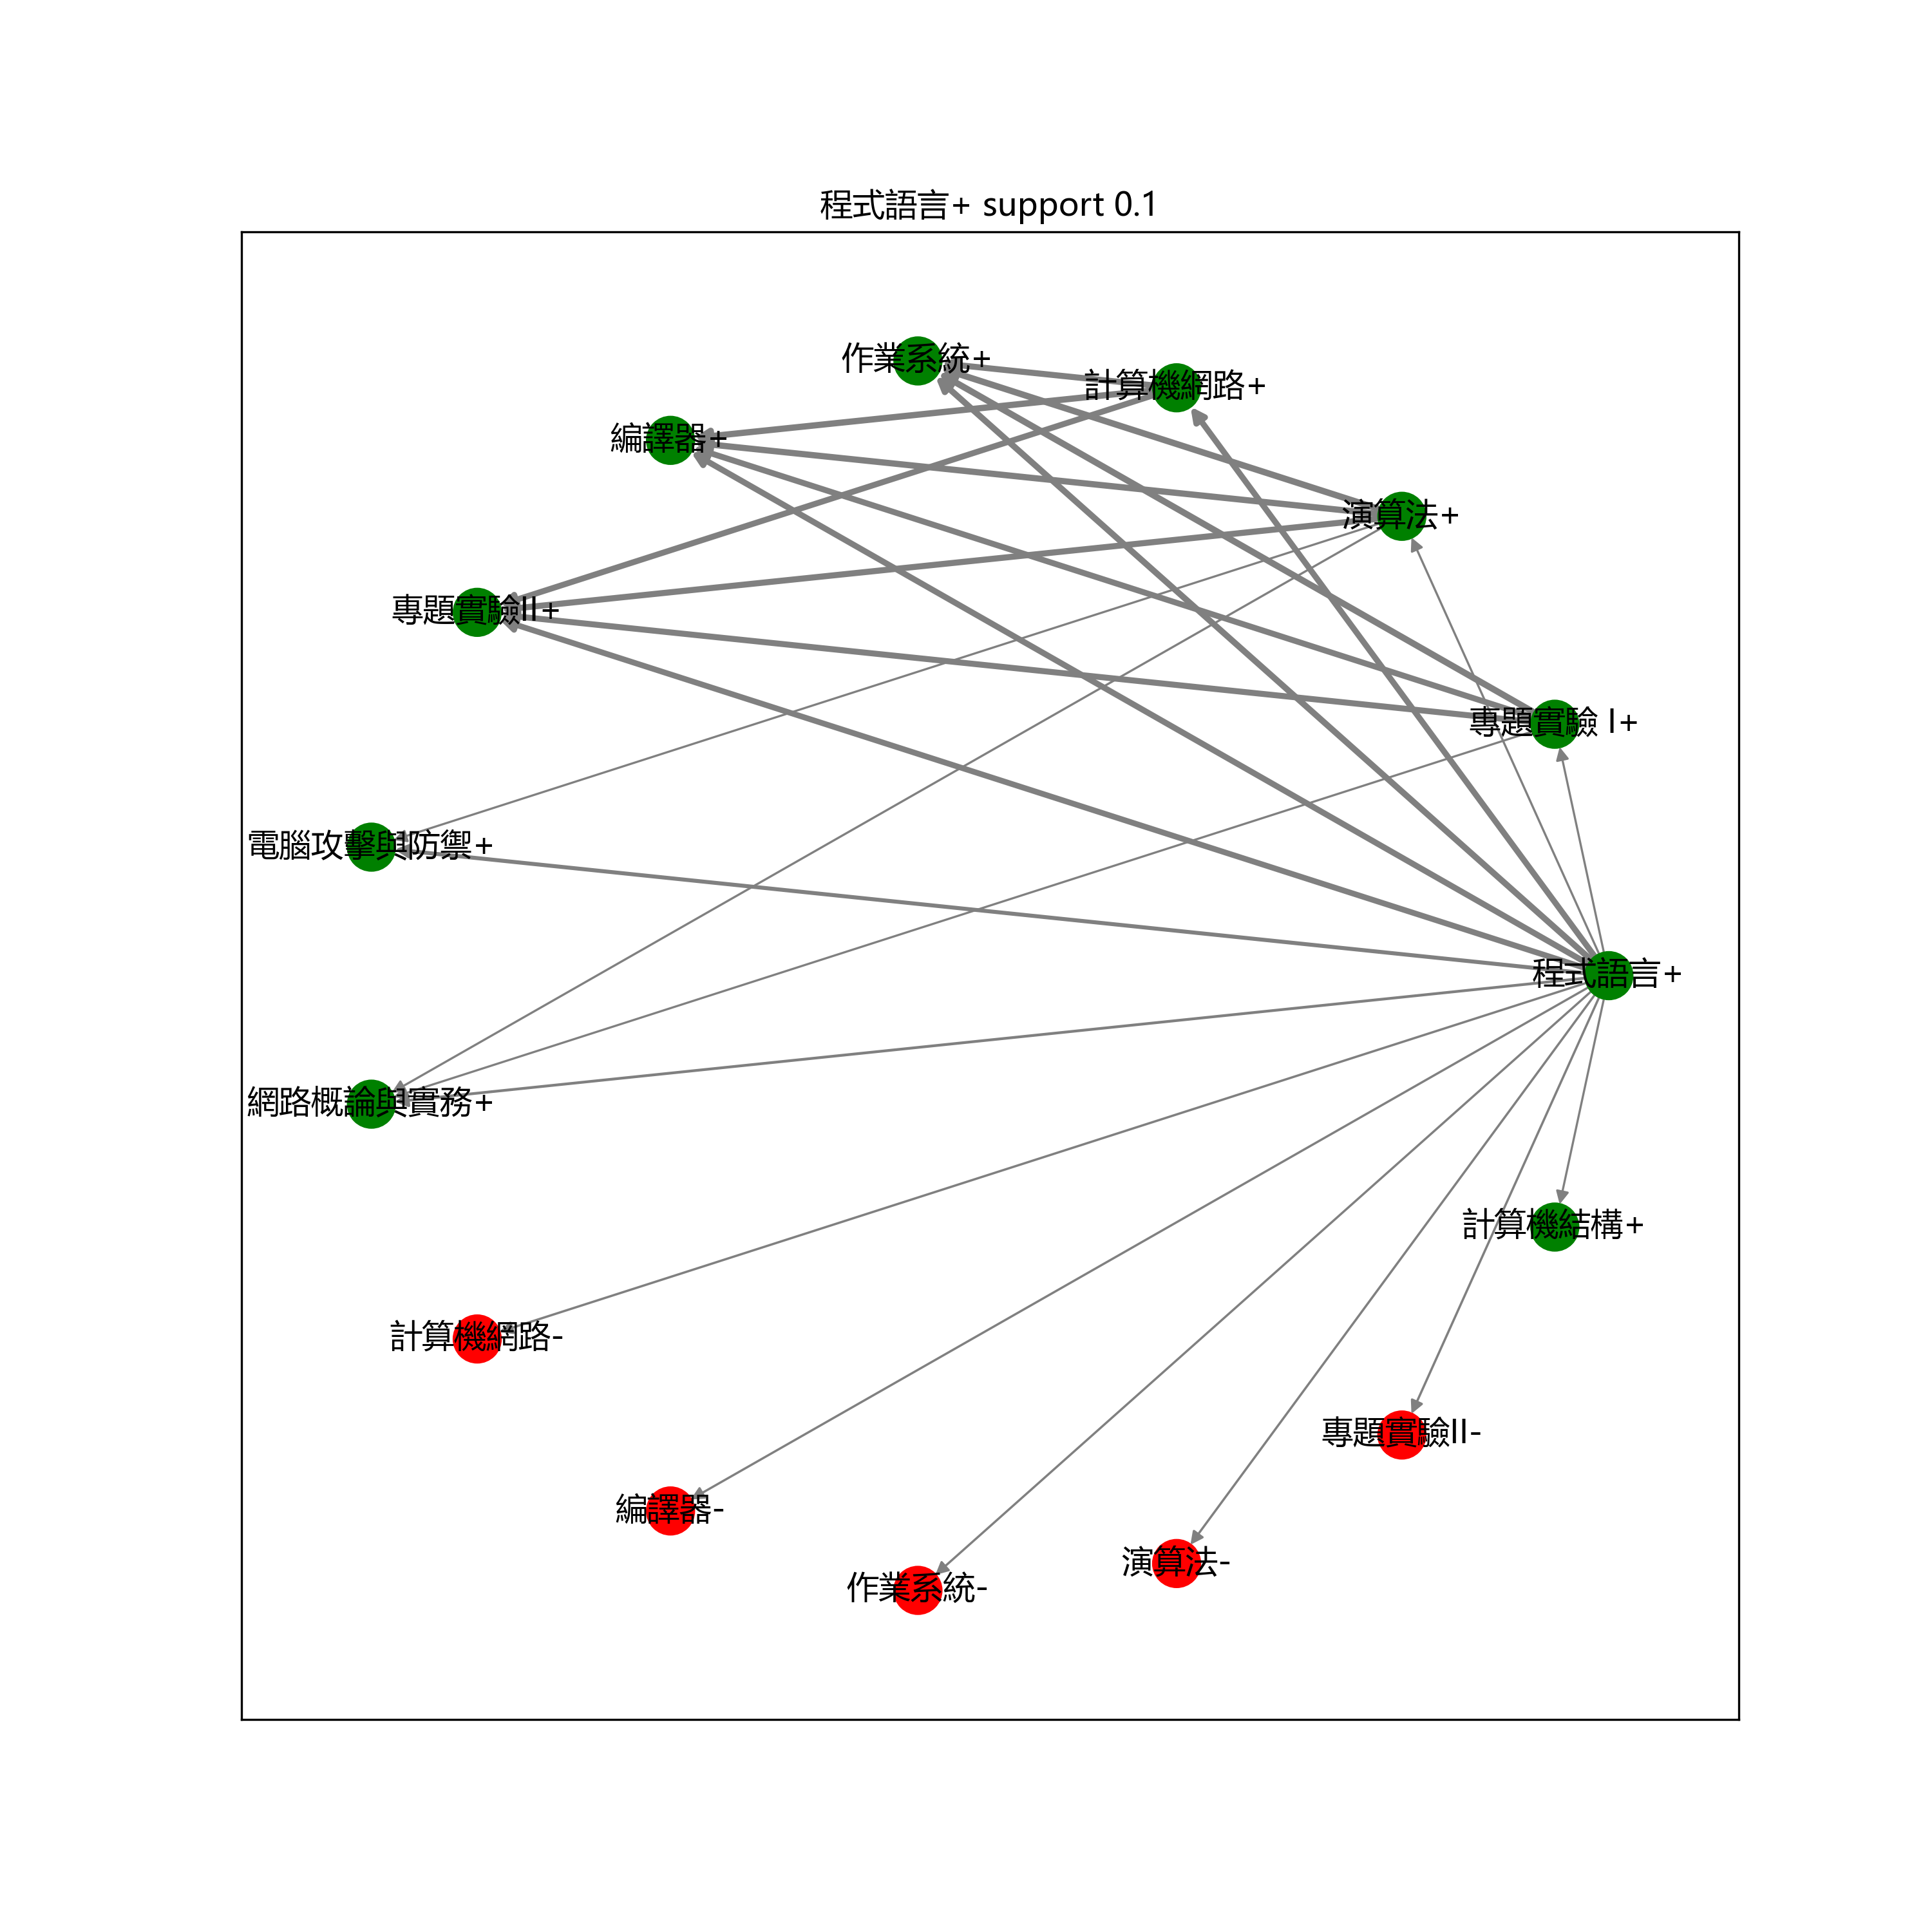 程式語言+ support 0.1
作業系統+
計算機網路+
編譯器+
演算法+
專題實驗II+
專題實驗 I+
電腦攻擊與防禦+
程式語言+
網路概論與實務+
計算機結構+
計算機網路-
專題實驗II-
編譯器-
演算法-
作業系統-